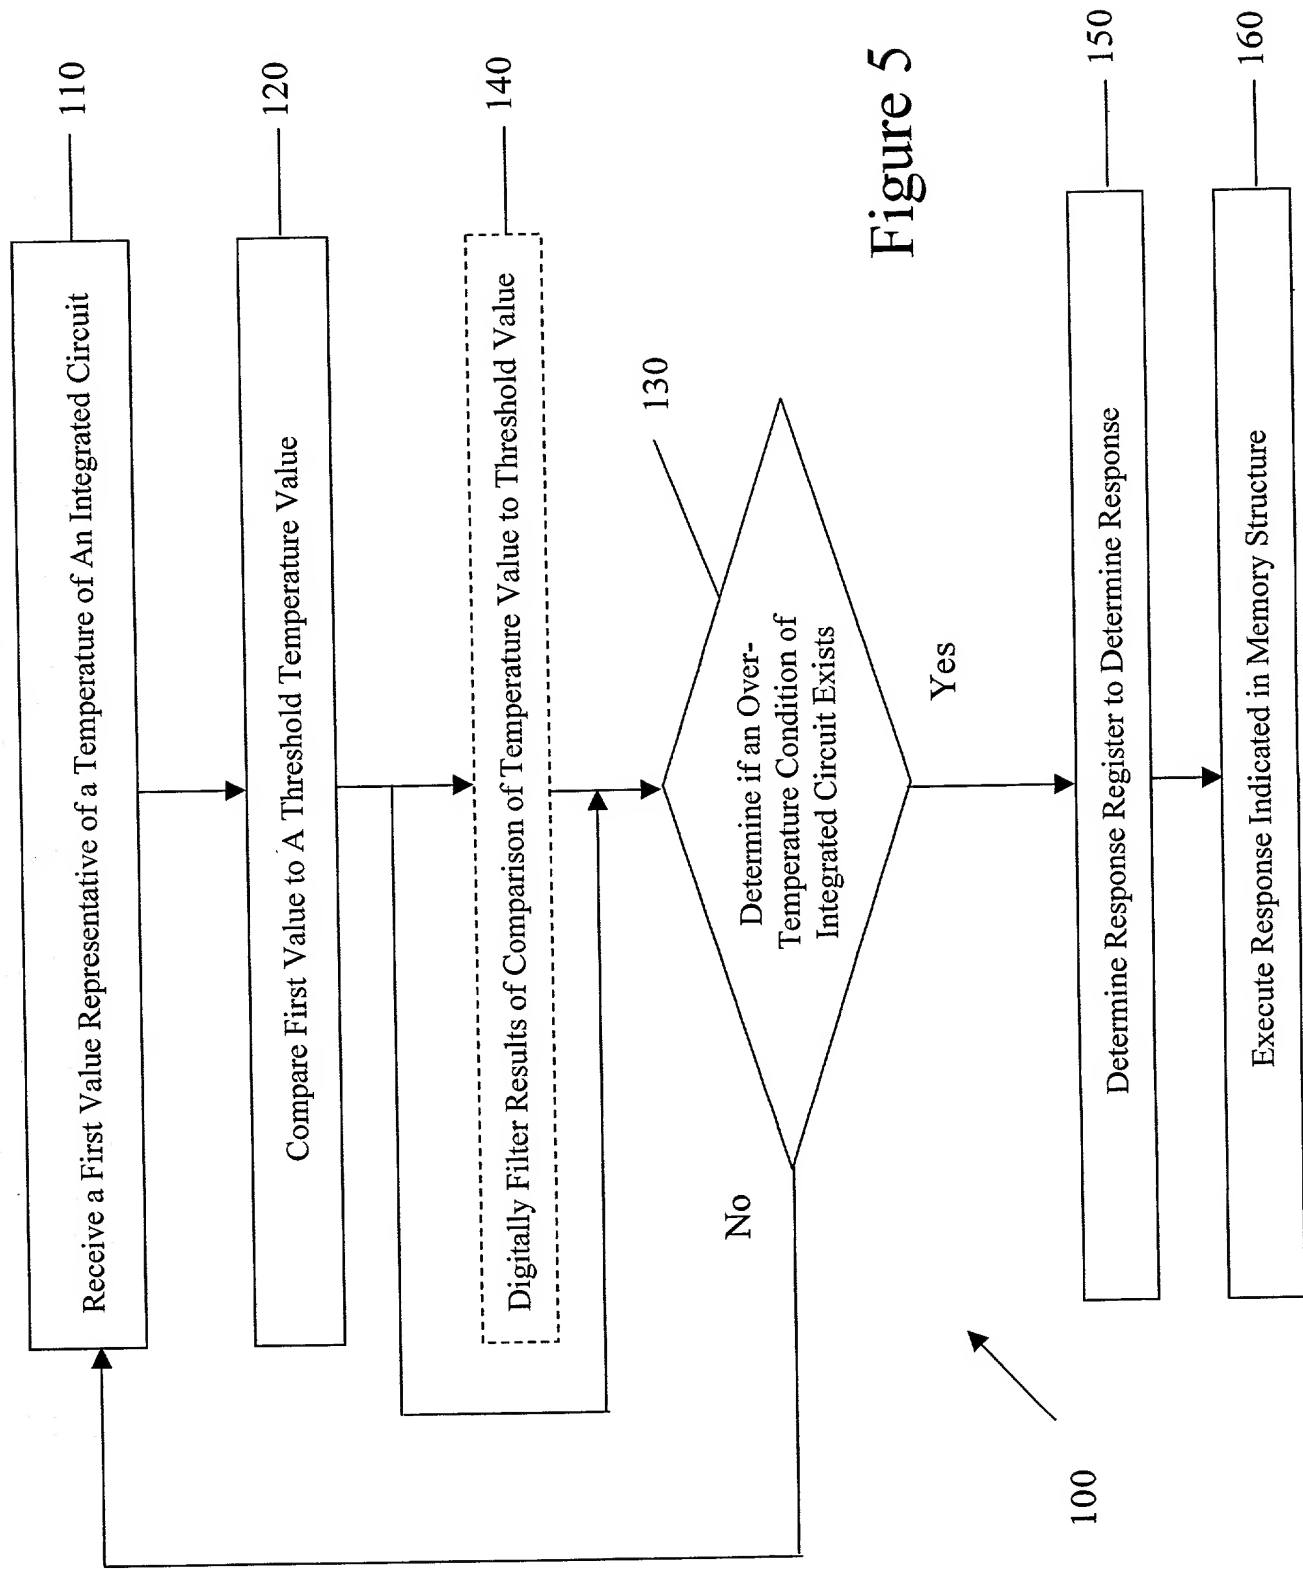 Receive a First Value Representative of a Temperature of An Integrated Circuit
110
Compare First Value to A Threshold Temperature Value
120
Digitally Filter Results of Comparison of Temperature Value to Threshold Value
140
130
Determine if an Over-
Temperature Condition of
Integrated Circuit Exists
No
Yes
Figure 5
Determine Response Register to Determine Response
150
Execute Response Indicated in Memory Structure
160
100